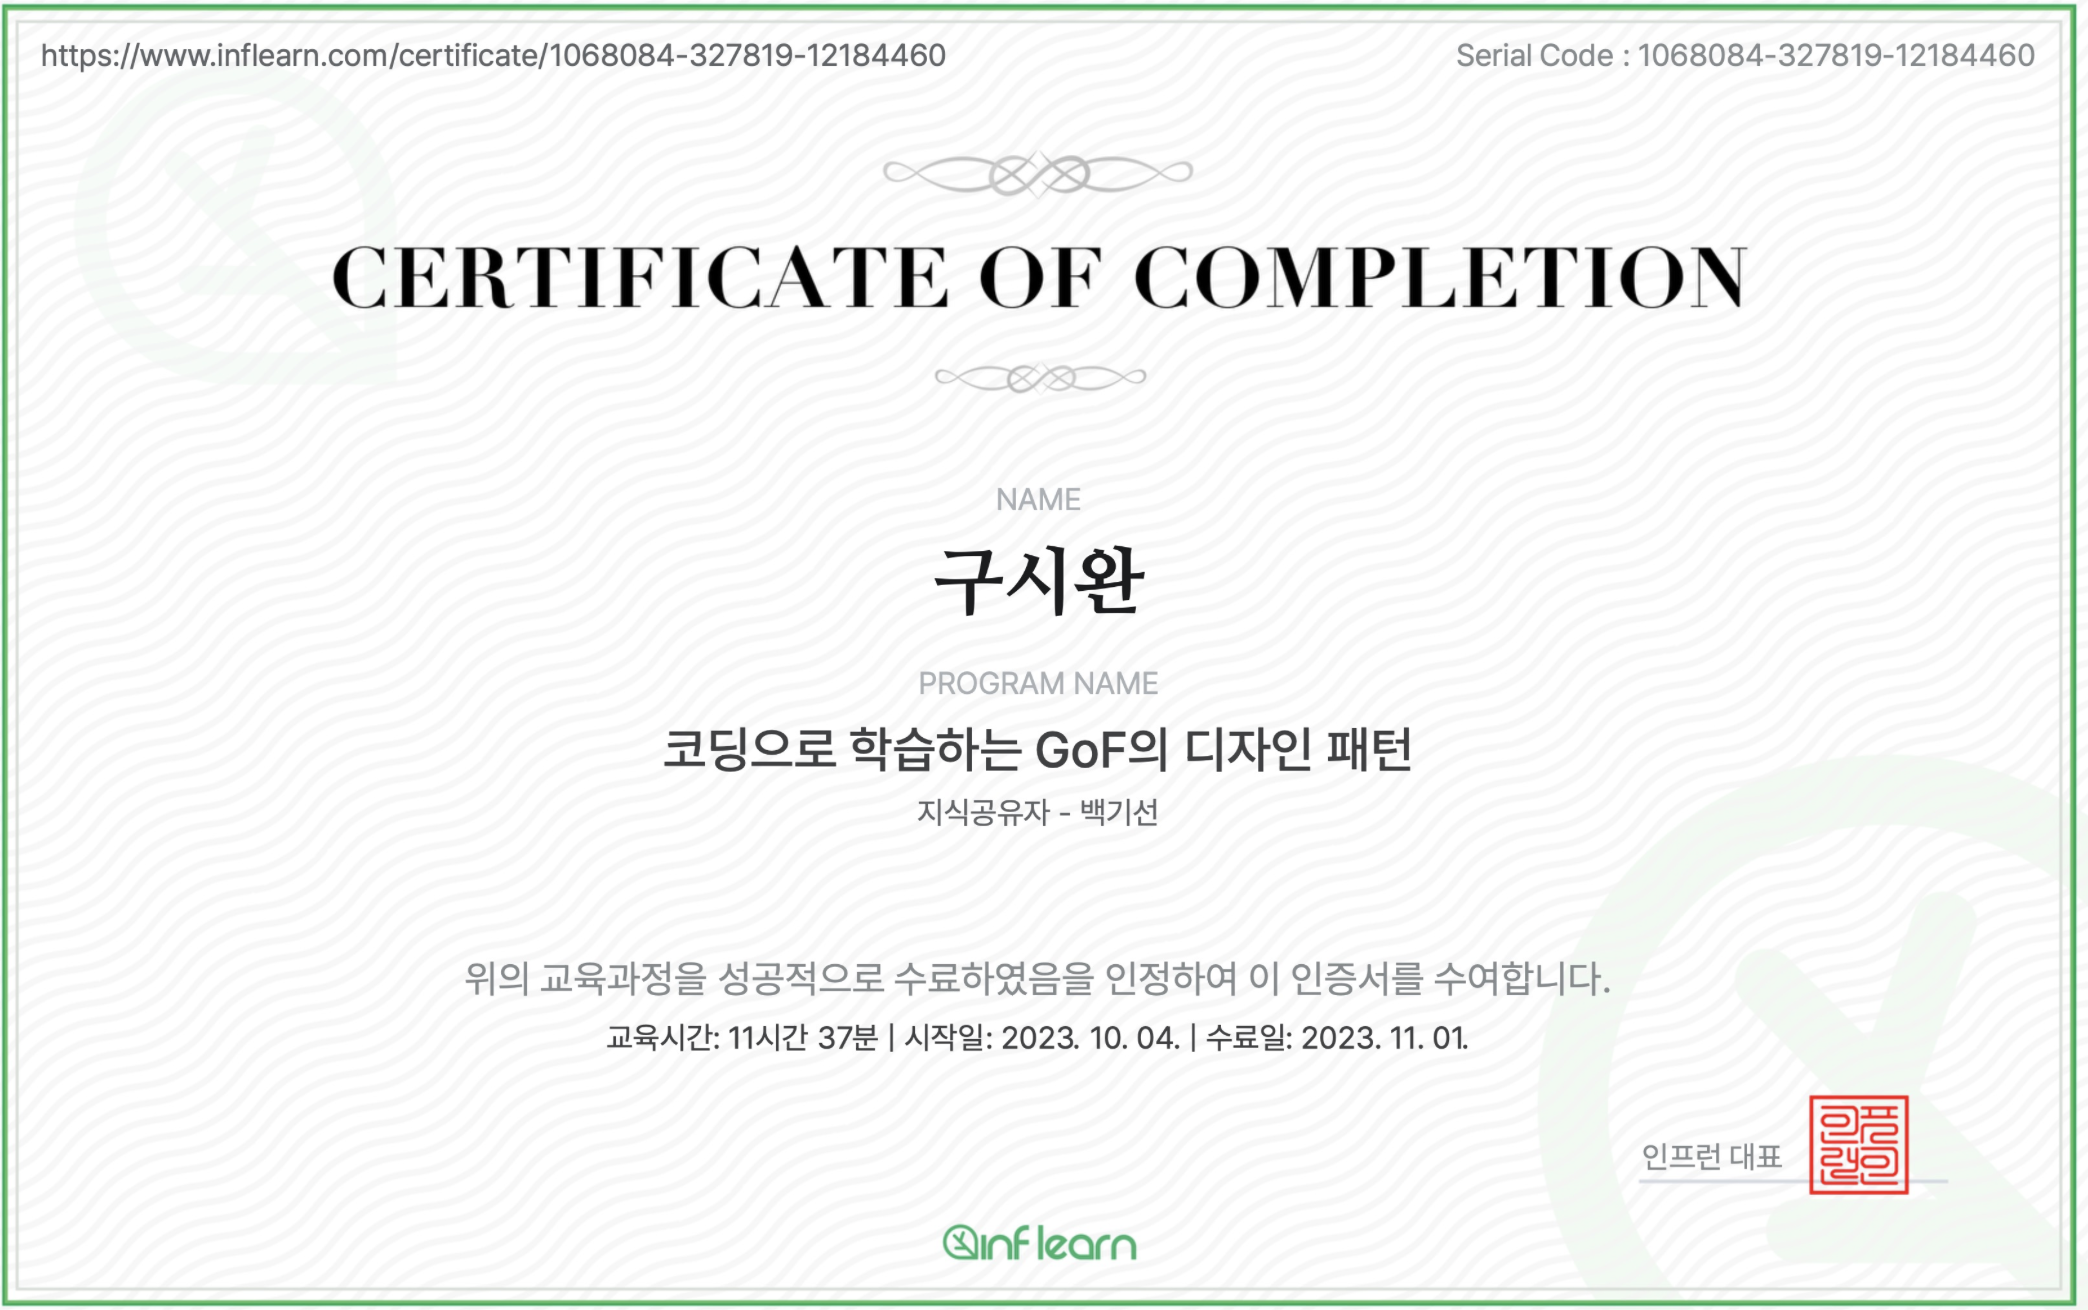 https://www.inflearn.com/certificate/1068084-327819-12184460
Serial Code : 1068084-327819-12184460
CERTIFICATE OF COMPLETION
NAME
구시완
PROGRAM NAME
코딩으로 학습하는 GoF의 디자인 패턴
지식공유자 - 백기선
위의 교육과정을 성공적으로 수료하였음을 인정하여 이 인증서를 수여합니다.
교육시간: 11시간 37분 | 시작일: 2023. 10. 04. | 수료일: 2023. 11. 01.
인프런 대표
인프런인
inflearn